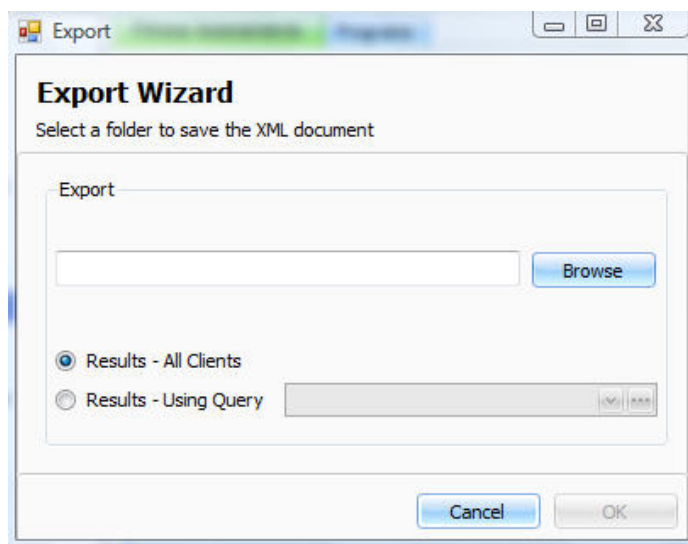 Export
Export Wizard
Select a folder to save the XML document
Export
Browse
Results - All Clients
Results - Using Query
Cancel
OK